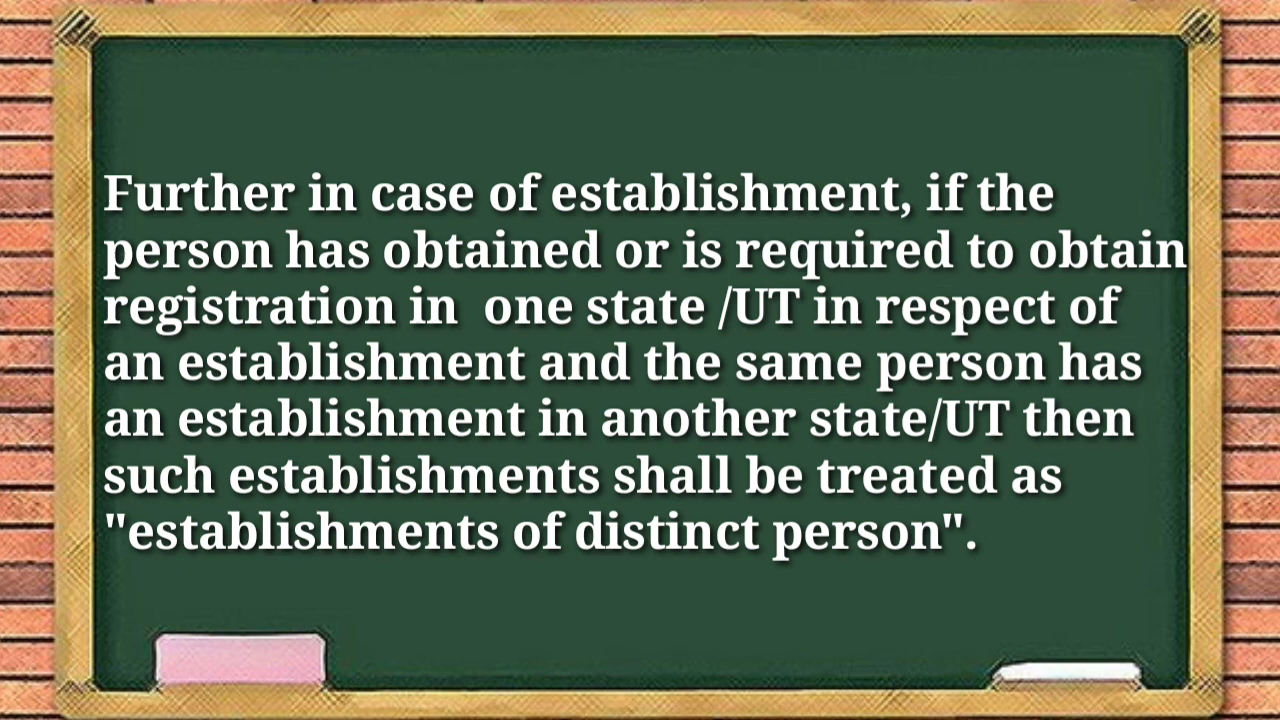 Further in case of establishment, if the
person has obtained or is required to obtain
registration in  one state /UT in respect of
an establishment and the same person has
an establishment in another state/UT then
such establishments shall be treated as
"establishments of distinct person".